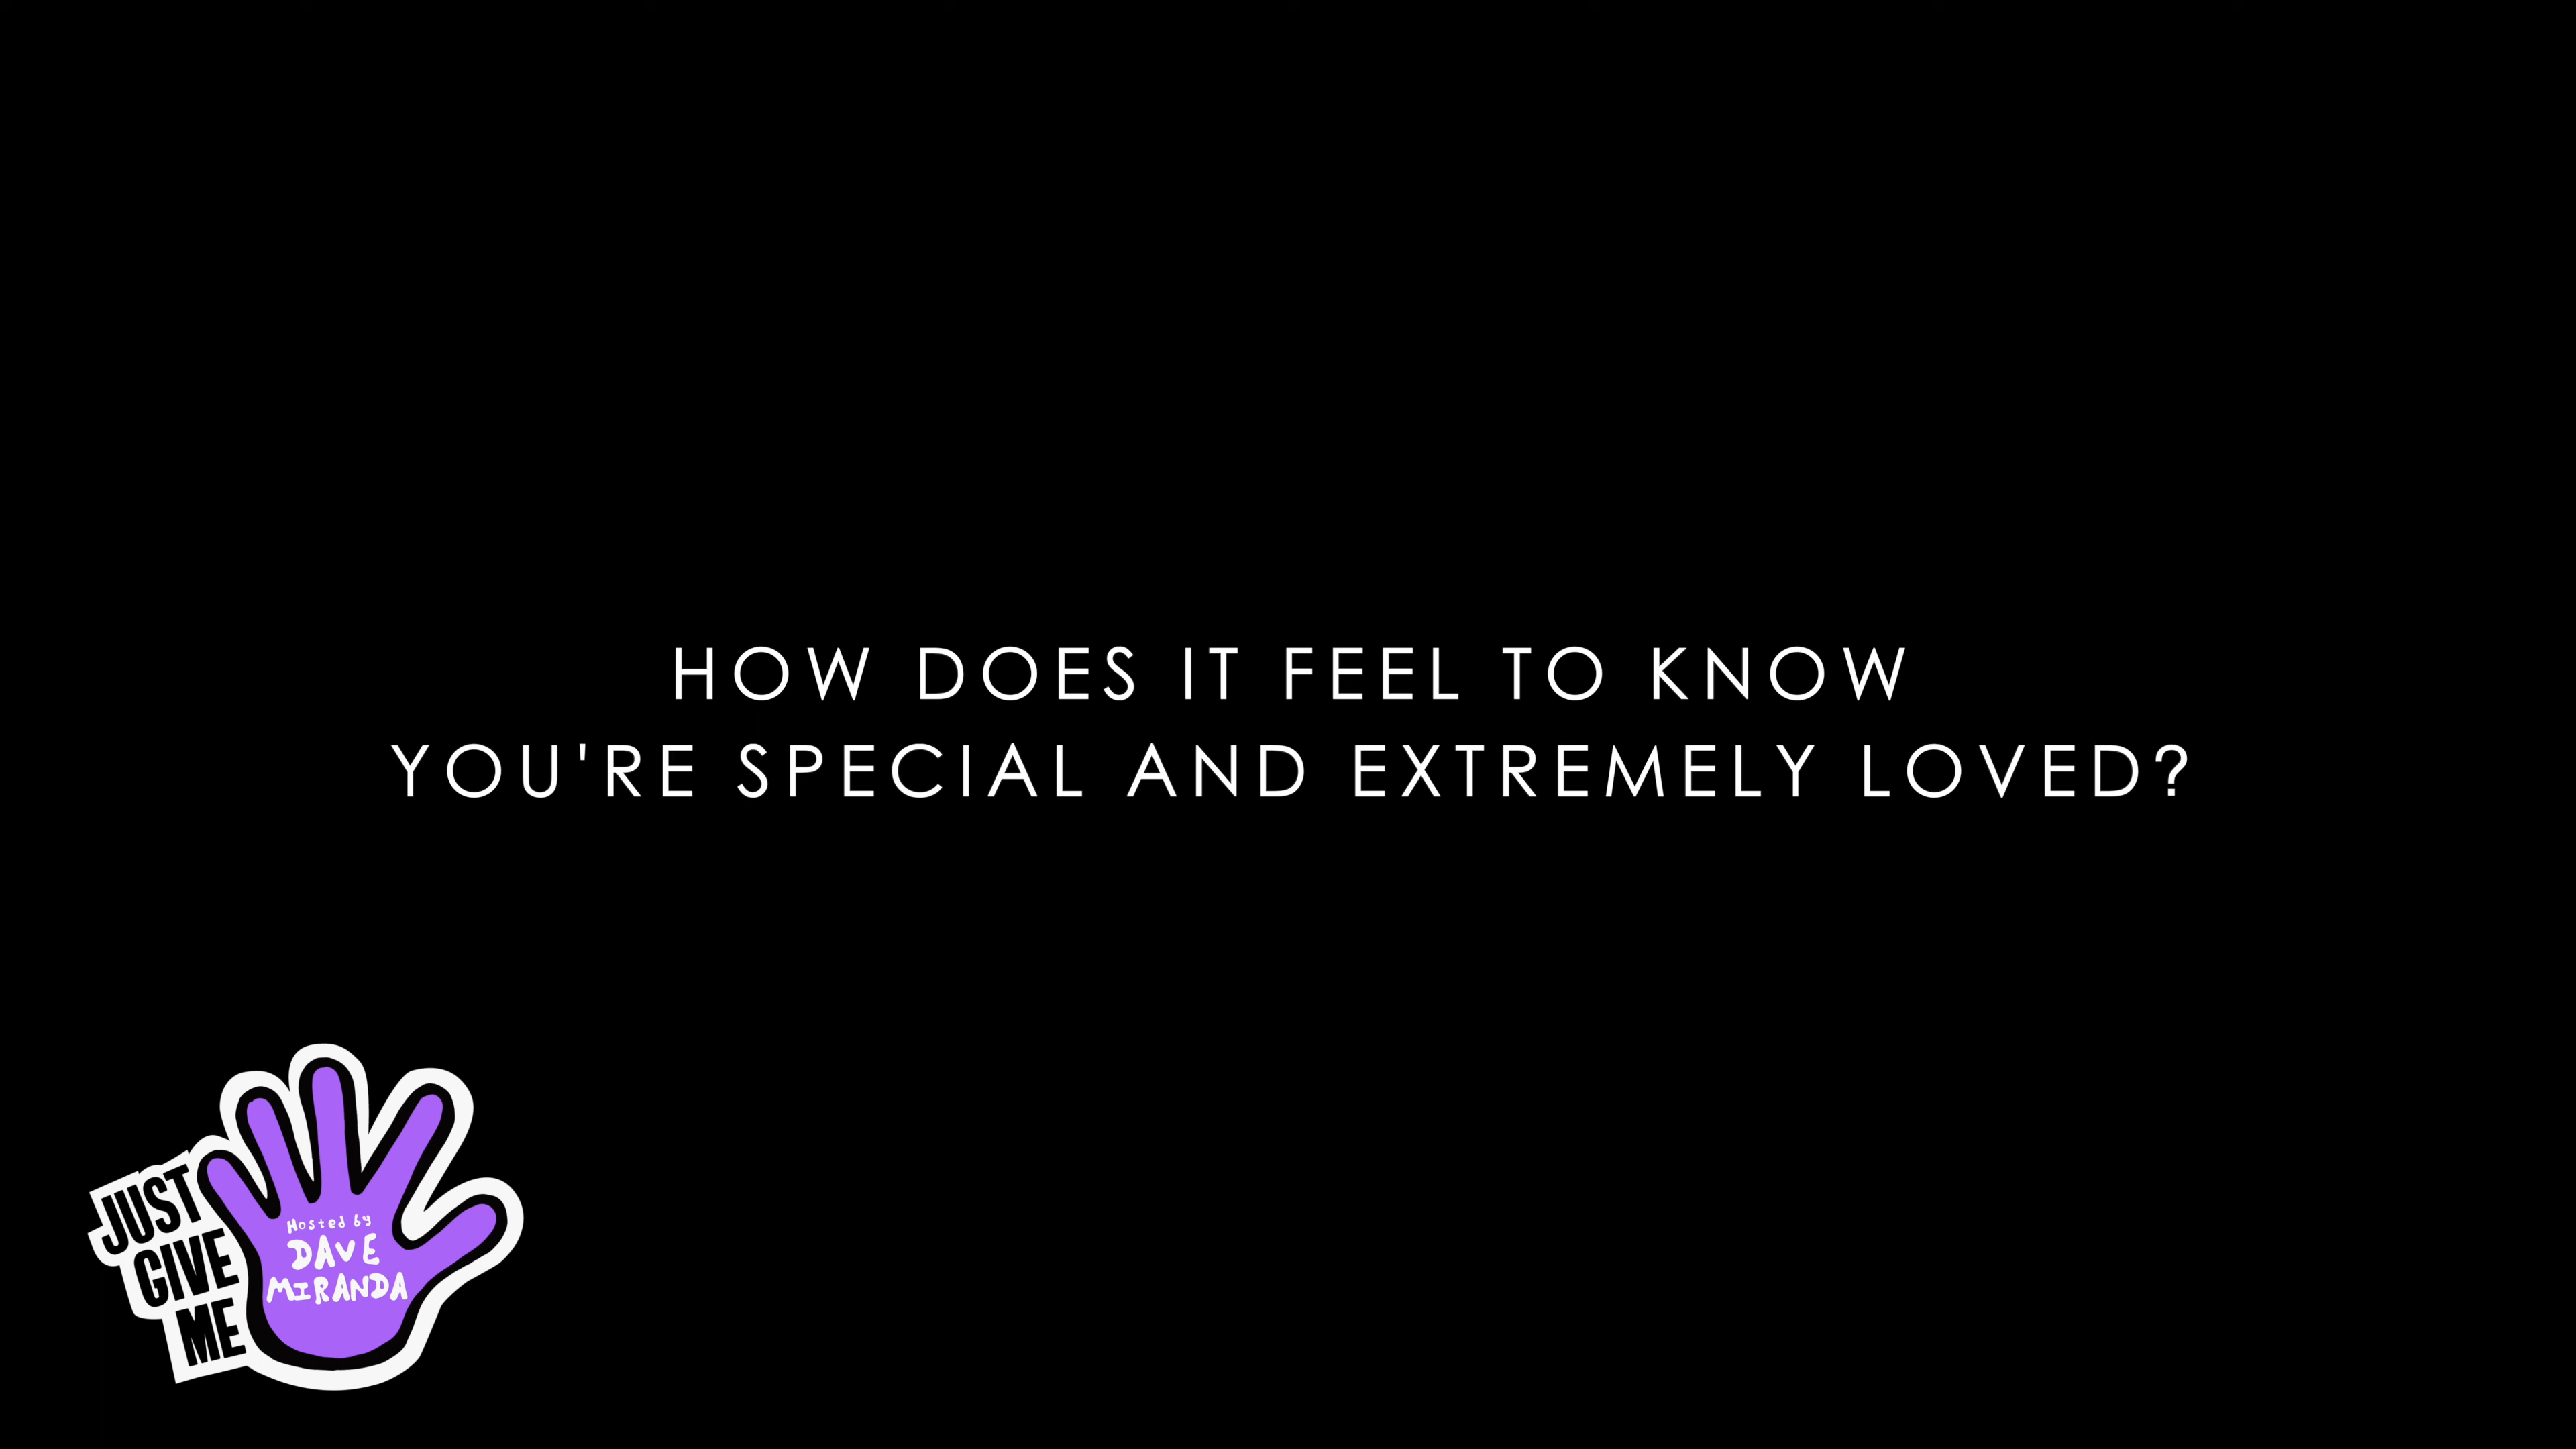 HOW DOES IT FEEL TO KNOW
YOU'RE SPECIAL AND EXTREMELY LOVED?
JUST
GIVE
ME
Hosted by
DAVE
MIRANDA